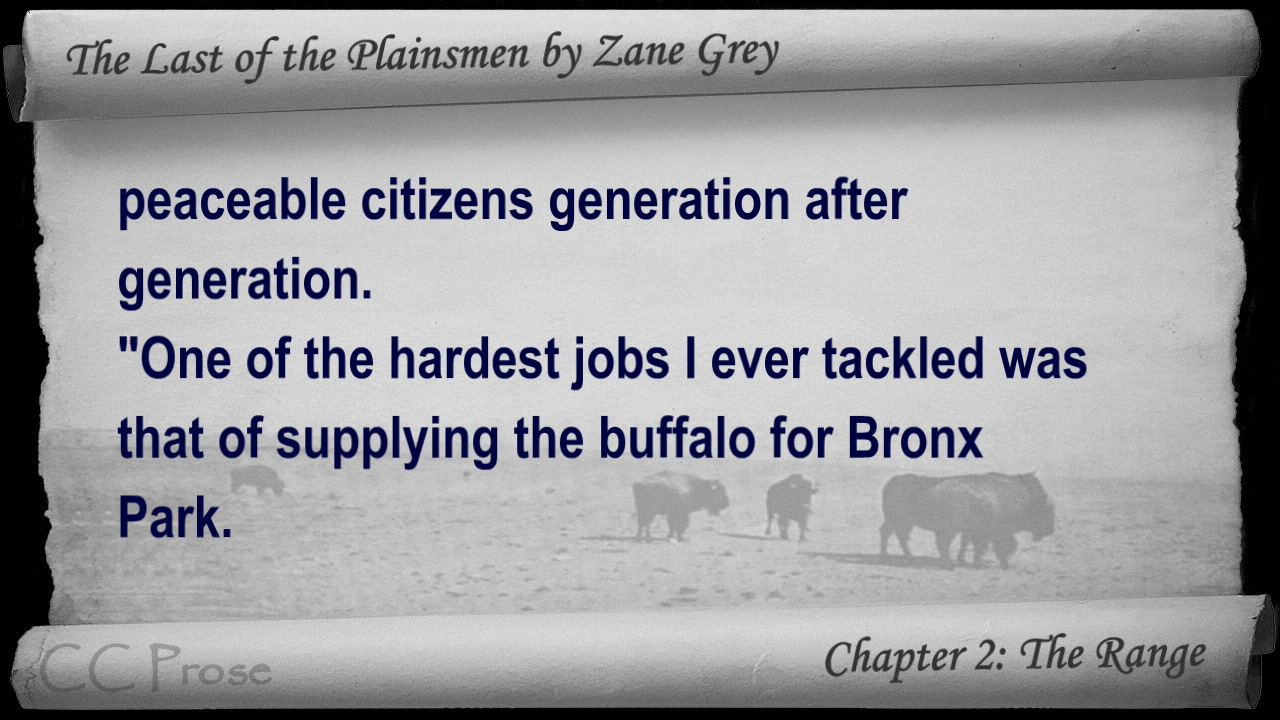 The Last of the Plainsmen by Zane Grey
peaceable citizens generation after
generation.
"One of the hardest jobs I ever tackled was
that of supplying the buffalo for Bronx
Park.
CC Prose
Chapter 2: The Range